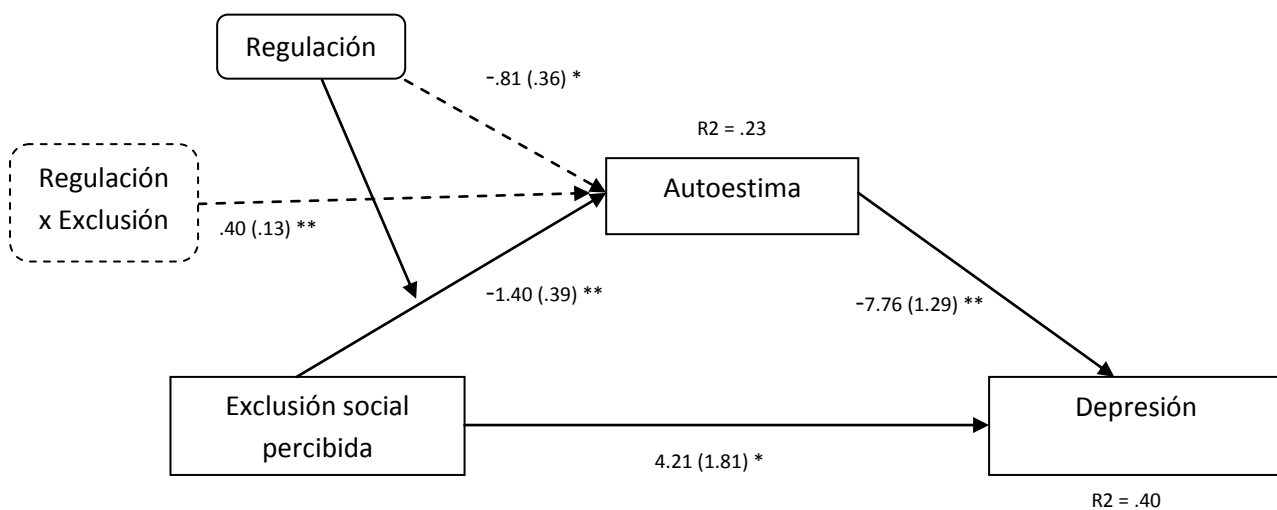 Regulación
-.81 (.36) *
R2 = .23
Regulación
x Exclusión
Autoestima
.40 (.13) **
-1.40 (.39) **
-7.76 (1.29) **
Exclusión social
percibida
Depresión
4.21 (1.81) *
R2 = .40